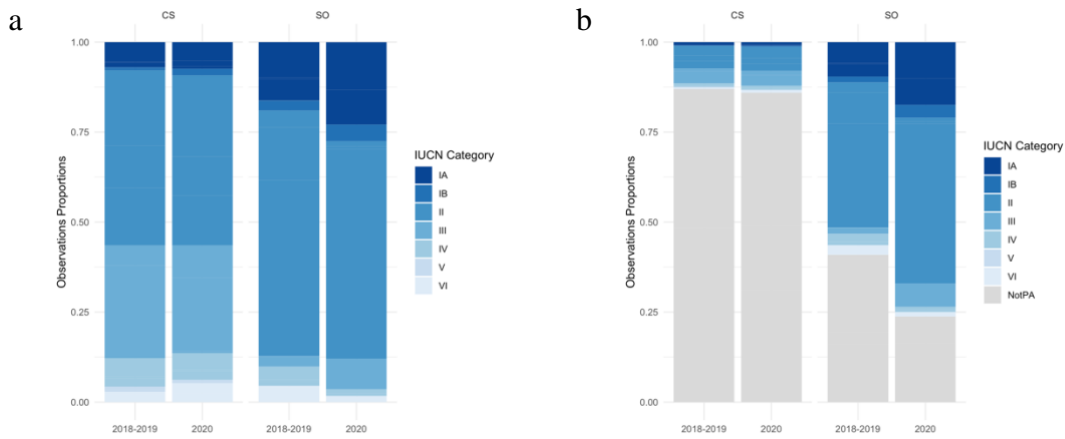 a
CS
SO
1.00
0.75
0.50
0.25
0.00
Observations Proportions
2018-2019
2020
2018-2019
2020
IUCN Category
IA
IB
II
III
IV
V
VI
b
CS
SO
1.00
0.75
0.50
0.25
0.00
Observations Proportions
2018-2019
2020
2018-2019
2020
IUCN Category
IA
IB
II
III
IV
V
VI
NotPA